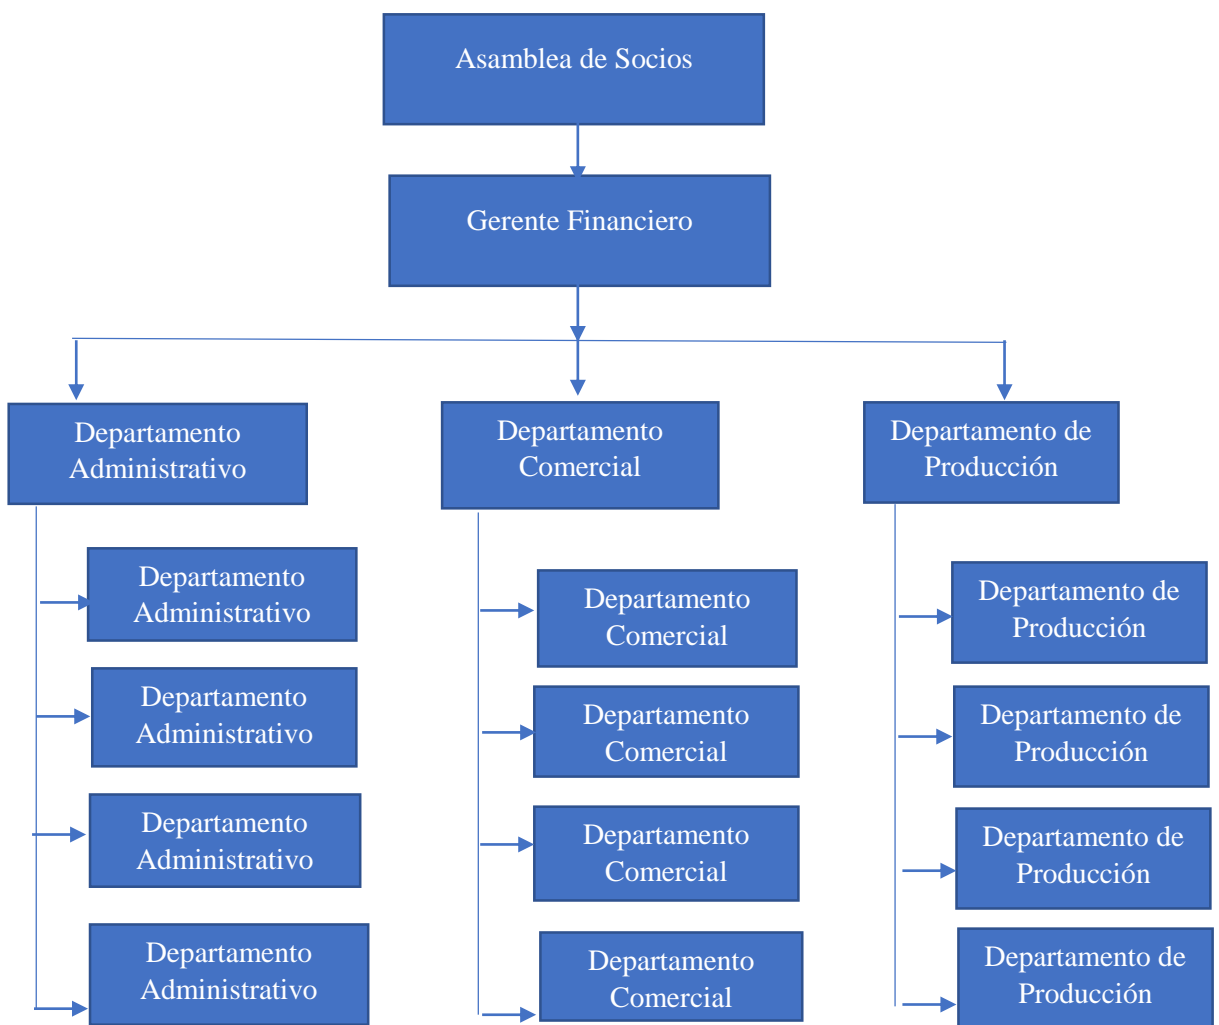 Asamblea de Socios
Gerente Financiero
Departamento
Administrativo
Departamento
Comercial
Departamento de
Producción
Departamento
Administrativo
Departamento
Administrativo
Departamento
Administrativo
Departamento
Administrativo
Departamento
Comercial
Departamento
Comercial
Departamento
Comercial
Departamento
Comercial
Departamento de
Producción
Departamento de
Producción
Departamento de
Producción
Departamento de
Producción